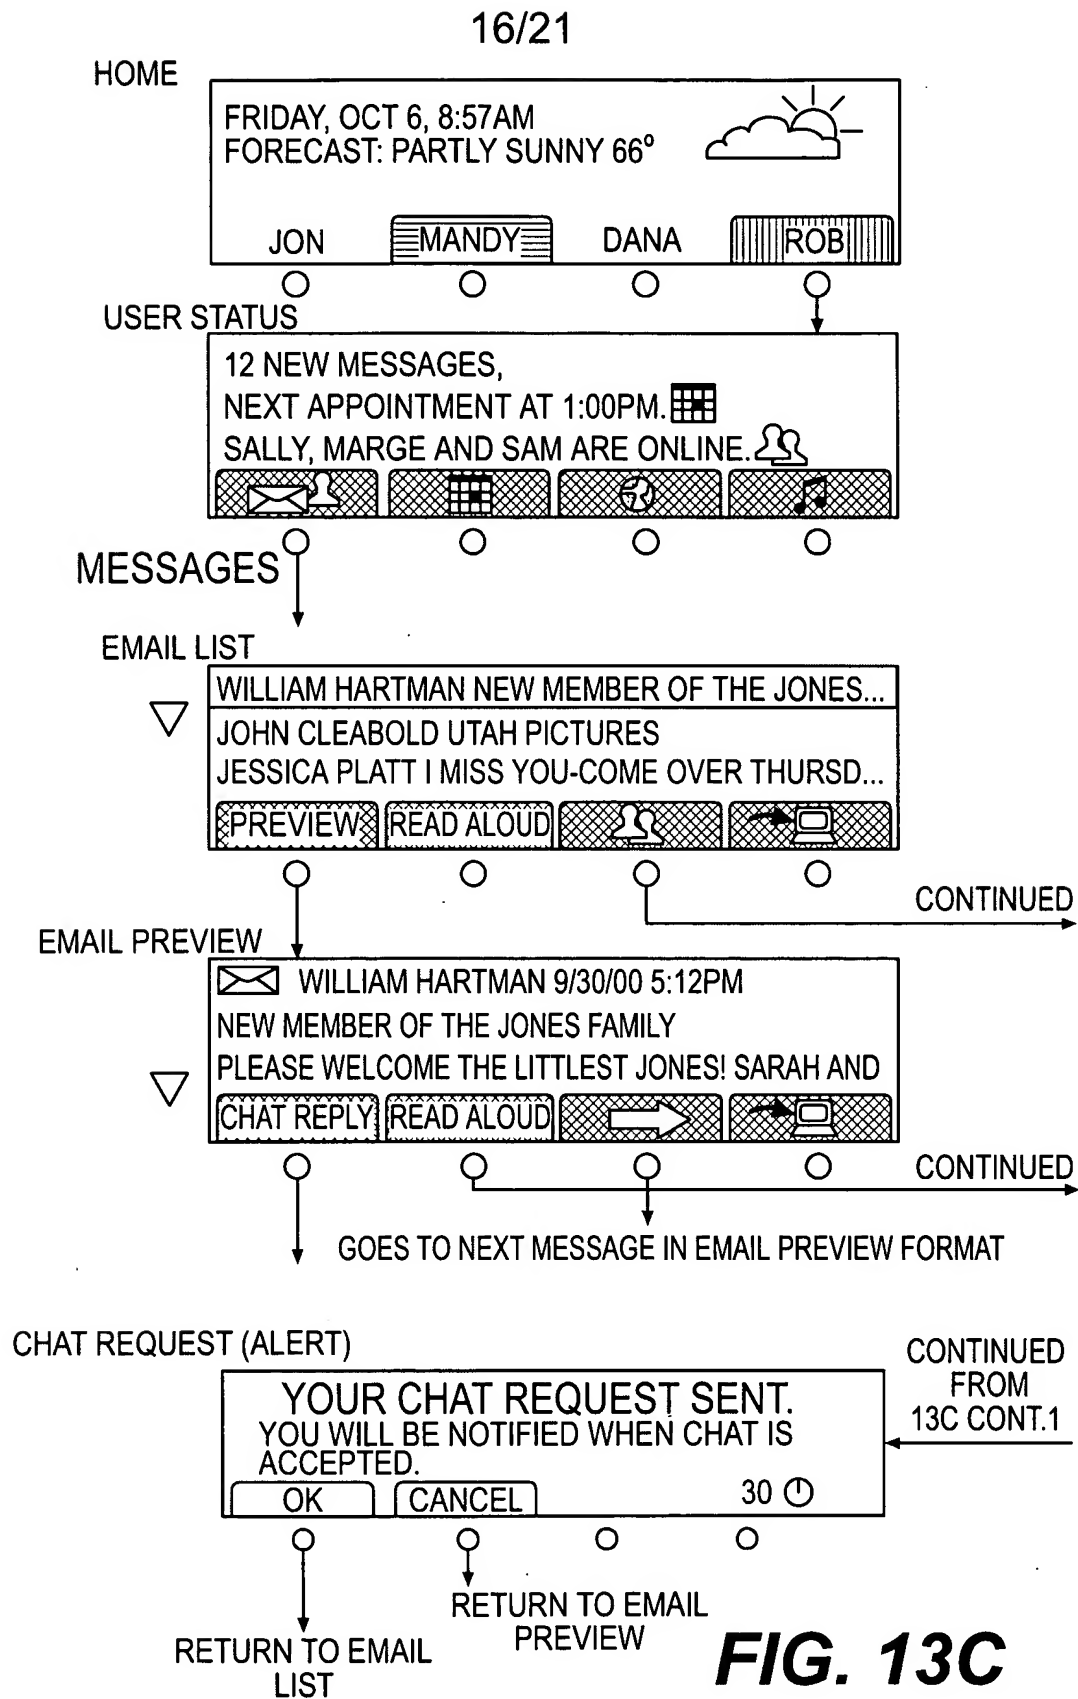 16/21
HOME
FRIDAY, OCT 6, 8:57AM
FORECAST: PARTLY SUNNY 66°
JON MANDY DANA ROB
USER STATUS
12 NEW MESSAGES,
NEXT APPOINTMENT AT 1:00PM.
SALLY, MARGE AND SAM ARE ONLINE.
MESSAGES
EMAIL LIST
WILLIAM HARTMAN NEW MEMBER OF THE JONES...
JOHN CLEABOLD UTAH PICTURES
JESSICA PLATT I MISS YOU-COME OVER THURSD...
PREVIEW READ ALOUD
CONTINUED
EMAIL PREVIEW
WILLIAM HARTMAN 9/30/00 5:12PM
NEW MEMBER OF THE JONES FAMILY
PLEASE WELCOME THE LITTLEST JONES! SARAH AND
CHAT REPLY READ ALOUD
CONTINUED
GOES TO NEXT MESSAGE IN EMAIL PREVIEW FORMAT
CHAT REQUEST (ALERT)
CONTINUED
FROM
13C CONT.1
YOUR CHAT REQUEST SENT.
YOU WILL BE NOTIFIED WHEN CHAT IS
ACCEPTED.
OK CANCEL 30
RETURN TO EMAIL
PREVIEW
RETURN TO EMAIL
LIST
FIG. 13C